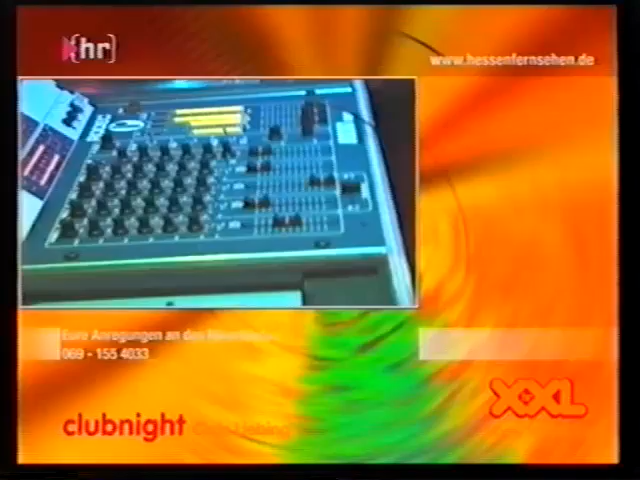 {hr}
www.hessenfernsehen.de
Eure Anregungen an den
069 - 155 4033
XXL
clubnight